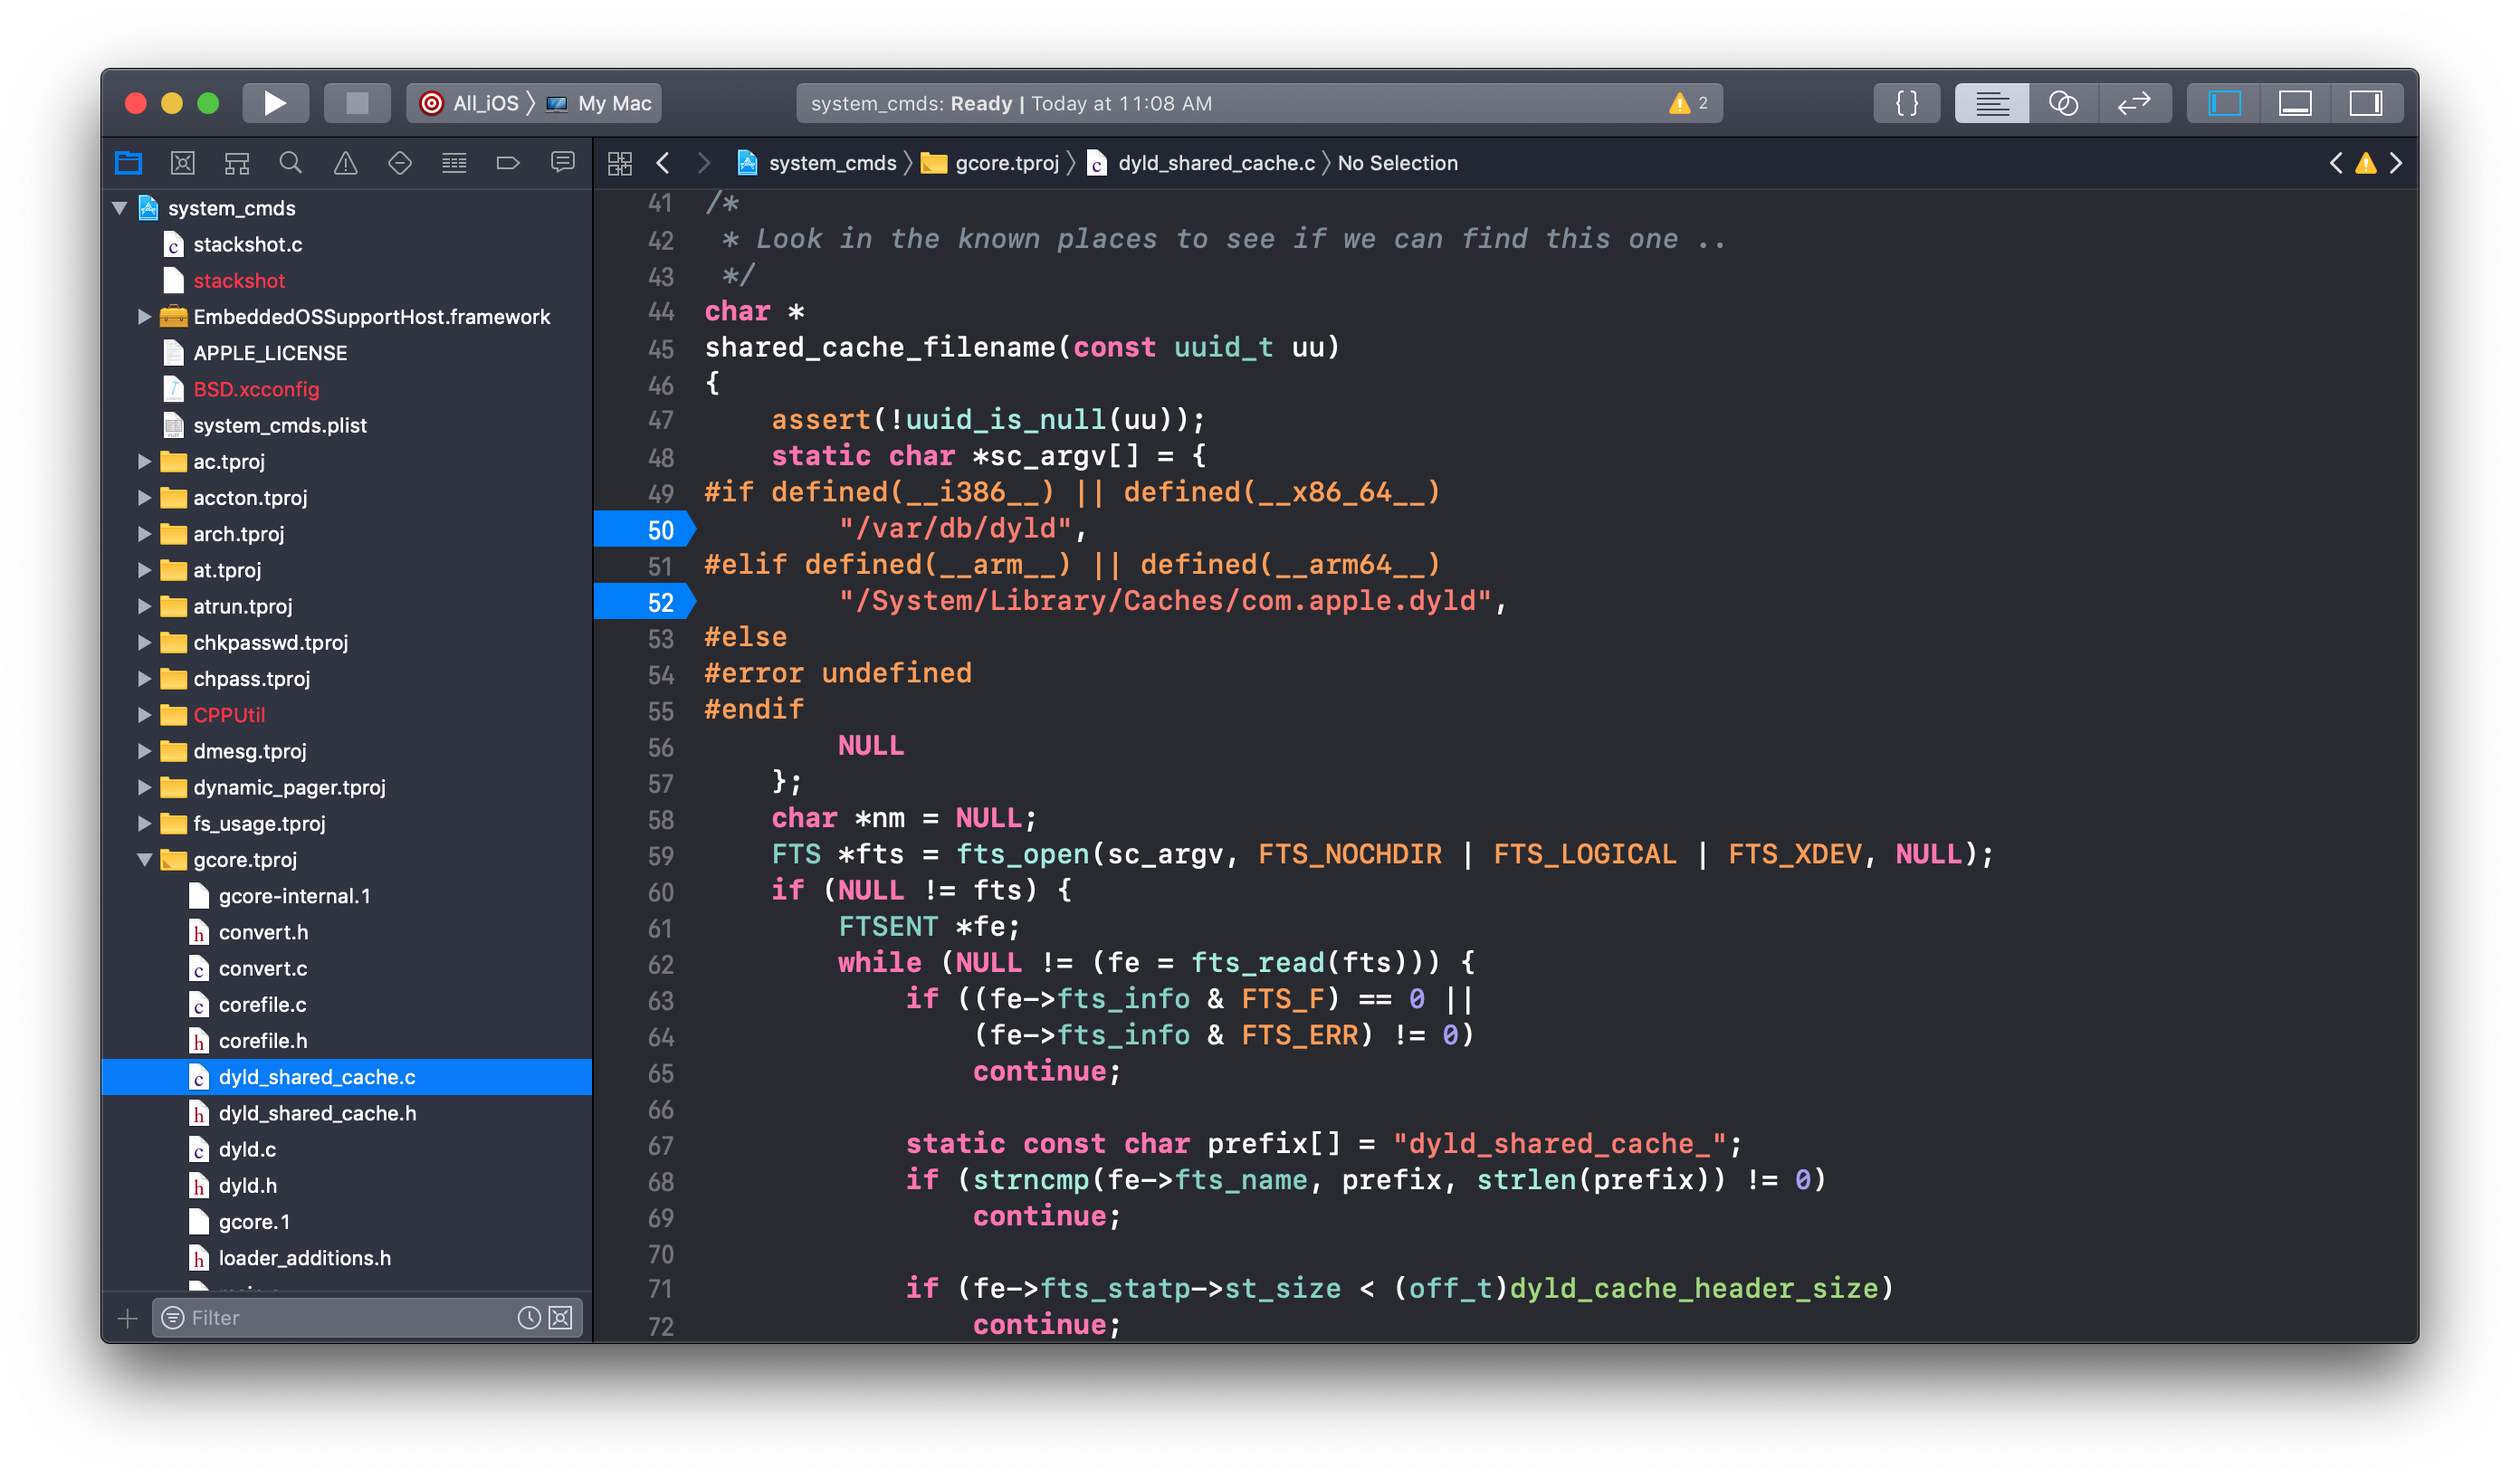 All_iOS My Mac
system_cmds: Ready | Today at 11:08 AM
2
{ }
system_cmds gcore.tproj dyld_shared_cache.c No Selection
system_cmds
stackshot.c
stackshot
EmbeddedOSSupportHost.framework
APPLE_LICENSE
BSD.xcconfig
system_cmds.plist
ac.tproj
accton.tproj
arch.tproj
at.tproj
atrun.tproj
chkpasswd.tproj
chpass.tproj
CPPUtil
dmesg.tproj
dynamic_pager.tproj
fs_usage.tproj
gcore.tproj
gcore-internal.1
convert.h
convert.c
corefile.c
corefile.h
dyld_shared_cache.c
dyld_shared_cache.h
dyld.c
dyld.h
gcore.1
loader_additions.h
Filter
41 /*
42  * Look in the known places to see if we can find this one ..
43  */
44 char *
45 shared_cache_filename(const uuid_t uu)
46 {
47     assert(!uuid_is_null(uu));
48     static char *sc_argv[] = {
49 #if defined(__i386__) || defined(__x86_64__)
50         "/var/db/dyld",
51 #elif defined(__arm__) || defined(__arm64__)
52         "/System/Library/Caches/com.apple.dyld",
53 #else
54 #error undefined
55 #endif
56         NULL
57     };
58     char *nm = NULL;
59     FTS *fts = fts_open(sc_argv, FTS_NOCHDIR | FTS_LOGICAL | FTS_XDEV, NULL);
60     if (NULL != fts) {
61         FTSENT *fe;
62         while (NULL != (fe = fts_read(fts))) {
63             if ((fe->fts_info & FTS_F) == 0 ||
64                 (fe->fts_info & FTS_ERR) != 0)
65                 continue;
66
67             static const char prefix[] = "dyld_shared_cache_";
68             if (strncmp(fe->fts_name, prefix, strlen(prefix)) != 0)
69                 continue;
70
71             if (fe->fts_statp->st_size < (off_t)dyld_cache_header_size)
72                 continue;